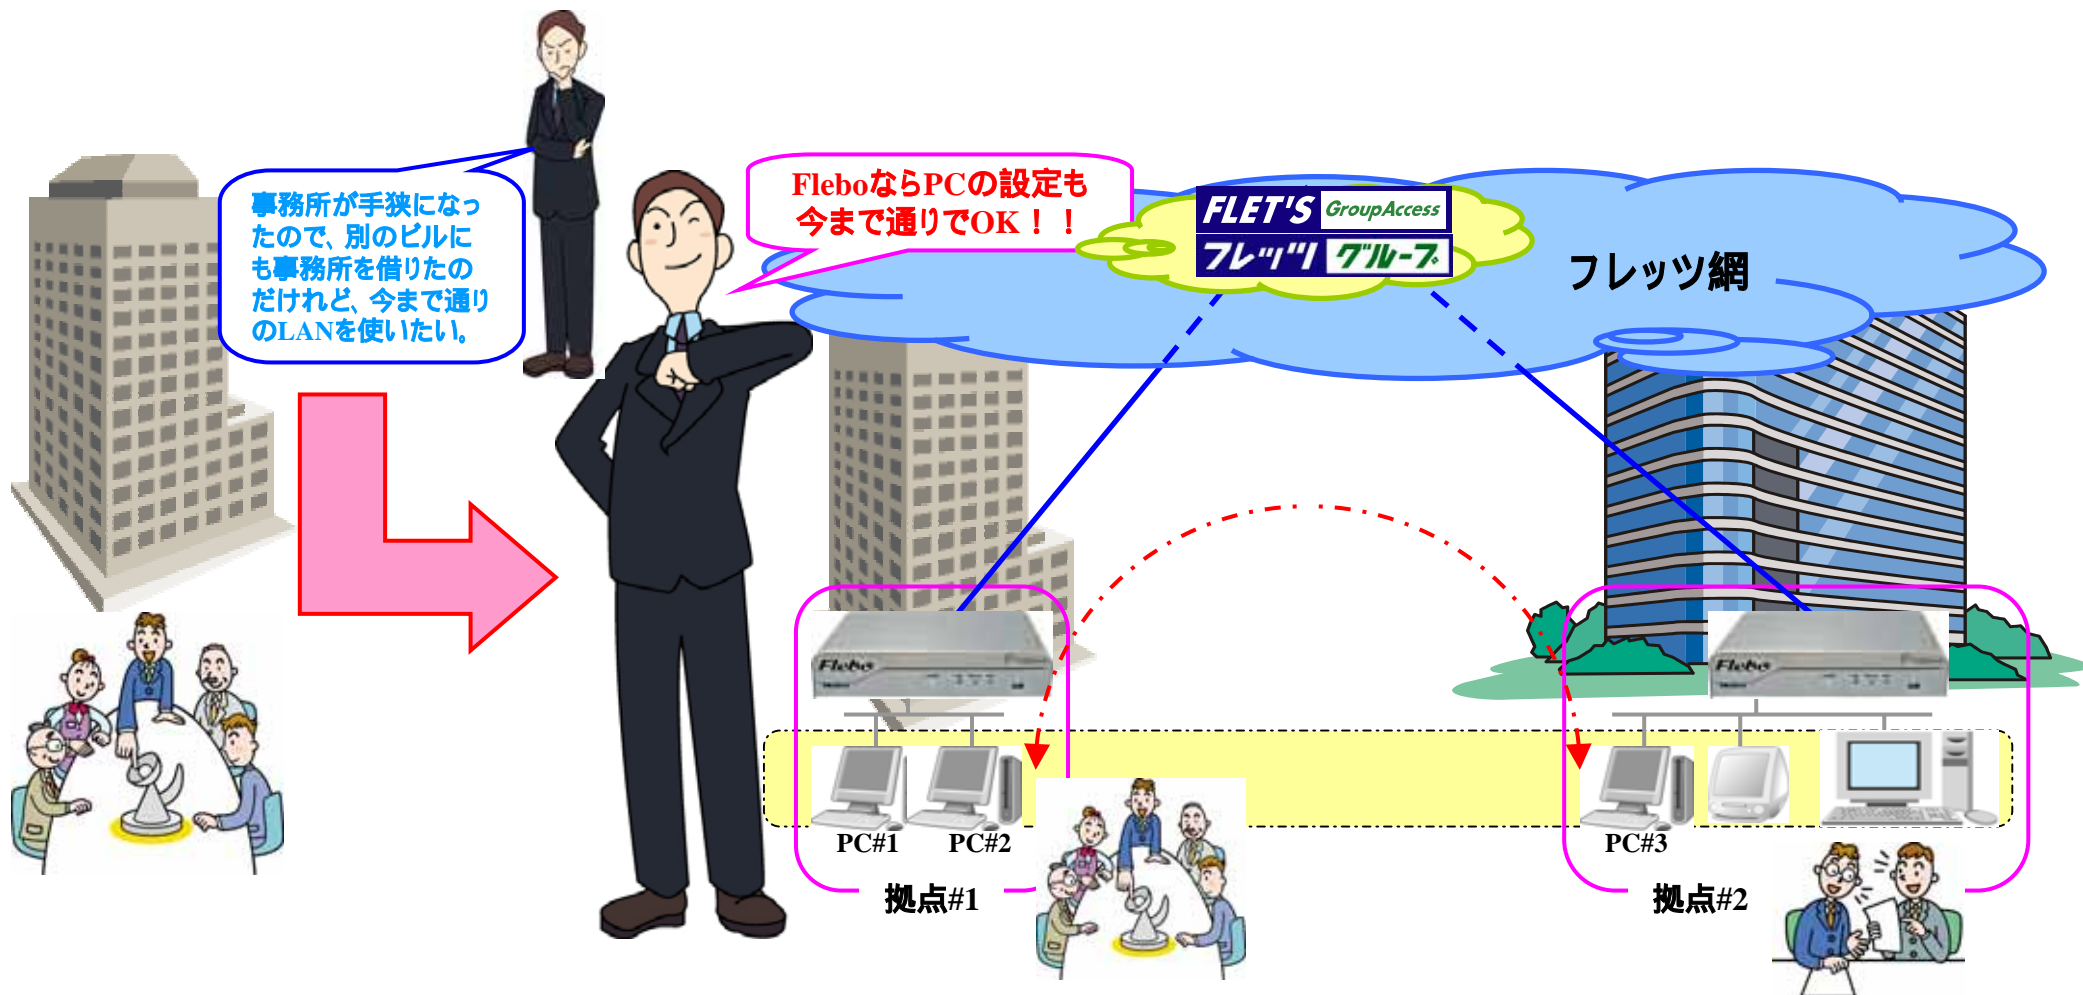 事務所が手狭になっ
たので、別のビルに
も事務所を借りたの
だけれど、今まで通り
のLANを使いたい。
FleboならPCの設定も
今まで通りでOK！！
FLET'S GroupAccess
フレッツ グループ
フレッツ網
Flebo
Flebo
PC#1
PC#2
PC#3
拠点#1
拠点#2